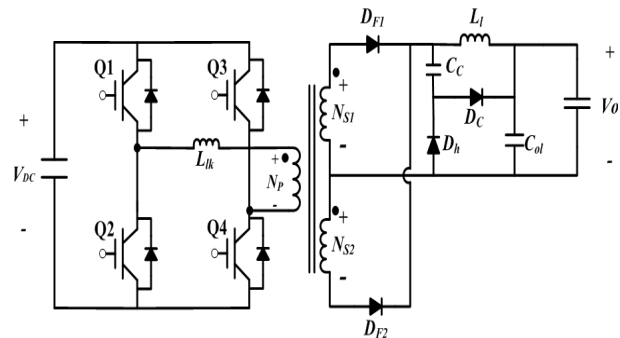 D_F1
L_l
Q1
Q3
+
+
C_C
+
+
N_S1
D_C
V_O
V_DC
L_lk
+
N_P
-
D_h
C_ol
-
-
Q2
Q4
+
-
N_S2
-
D_F2